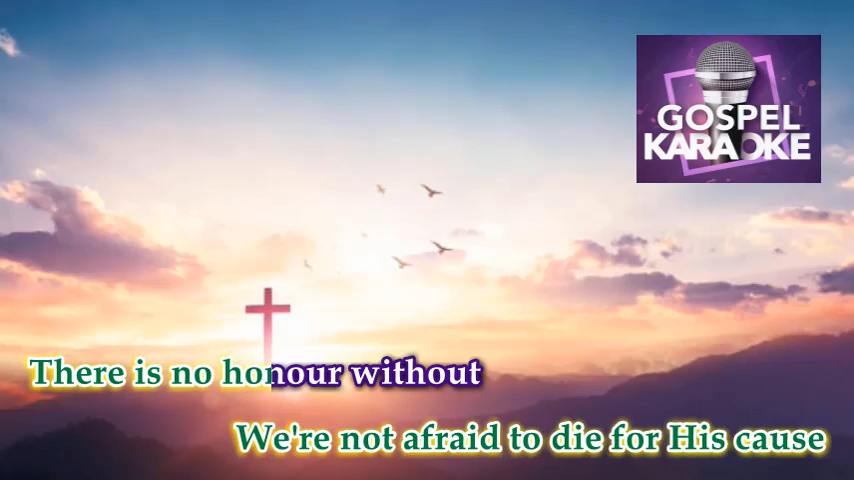 GOSPEL
KARAOKE
There is no honour without
We're not afraid to die for His cause